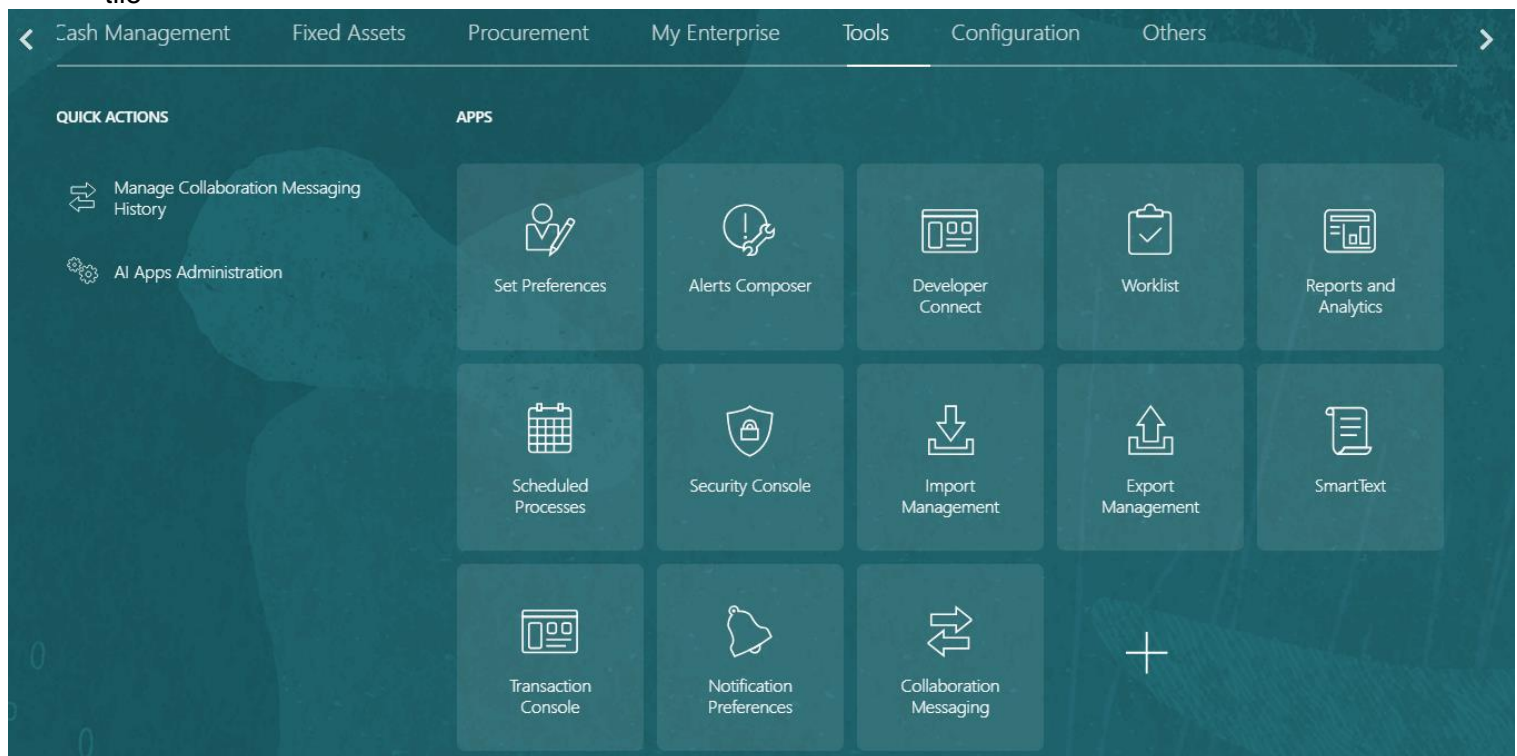 Cash Management Fixed Assets Procurement My Enterprise Tools Configuration Others
QUICK ACTIONS
Manage Collaboration Messaging
History
AI Apps Administration
APPS
Set Preferences
Alerts Composer
Developer
Connect
Worklist
Reports and
Analytics
Scheduled
Processes
Security Console
Import
Management
Export
Management
SmartText
Transaction
Console
Notification
Preferences
Collaboration
Messaging